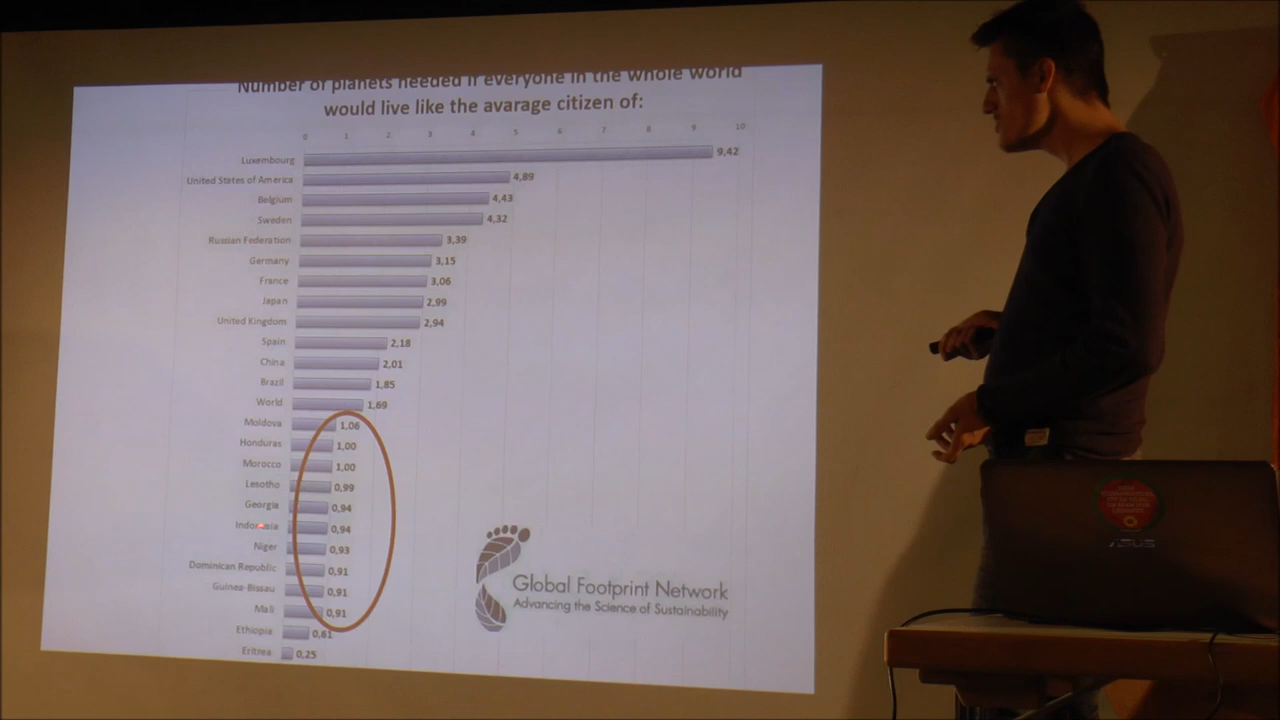 Number of planets needed if everyone in the whole world
would live like the avarage citizen of:
0 1 2 3 4 5 6 7 8 9 10
Luxembourg 9,42
United States of America 4,89
Belgium 4,43
Sweden 4,32
Russian Federation 3,39
Germany 3,15
France 3,06
Japan 2,99
United Kingdom 2,94
Spain 2,18
China 2,01
Brazil 1,85
World 1,69
Moldova 1,06
Honduras 1,00
Morocco 1,00
Lesotho 0,99
Georgia 0,94
Indonesia 0,94
Niger 0,93
Dominican Republic 0,91
Guinea-Bissau 0,91
Mali 0,91
Ethiopia 0,61
Eritrea 0,25
Global Footprint Network
Advancing the Science of Sustainability
ASUS